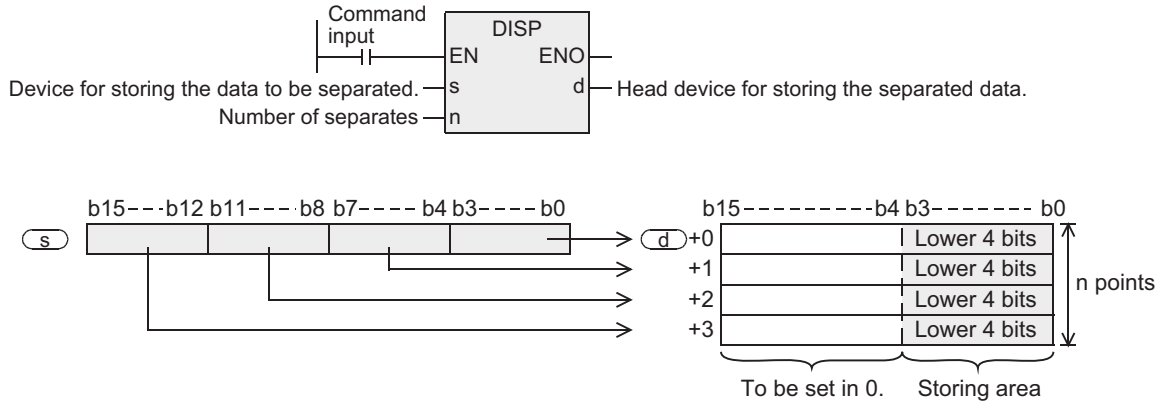 Command
input
DISP
EN ENO
Device for storing the data to be separated. s d Head device for storing the separated data.
Number of separates n
b15---b12 b11----b8 b7----b4 b3----b0 b15---------b4 b3------b0
s d +0 Lower 4 bits
+1 Lower 4 bits
+2 Lower 4 bits
n points
+3 Lower 4 bits
To be set in 0. Storing area